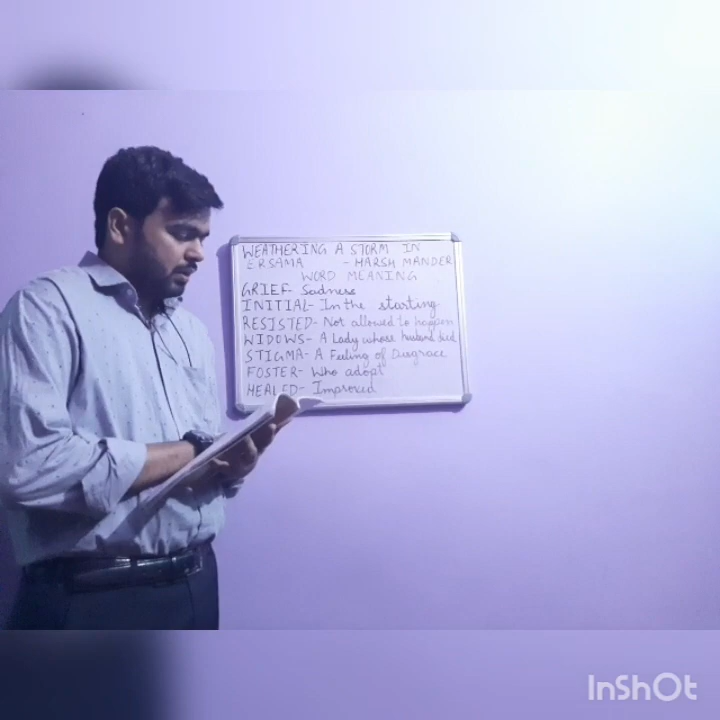 WEATHERING A STORM IN
ERSAMA - HARSH MANDER
WORD MEANING
GRIEF- Sadness
INITIAL- In the starting
RESISTED- Not allowed to happen
WIDOWS- A Lady whose husband died
STIGMA- A Feeling of Disgrace
FOSTER- Who adopt
HEALED- Improved
InShOt